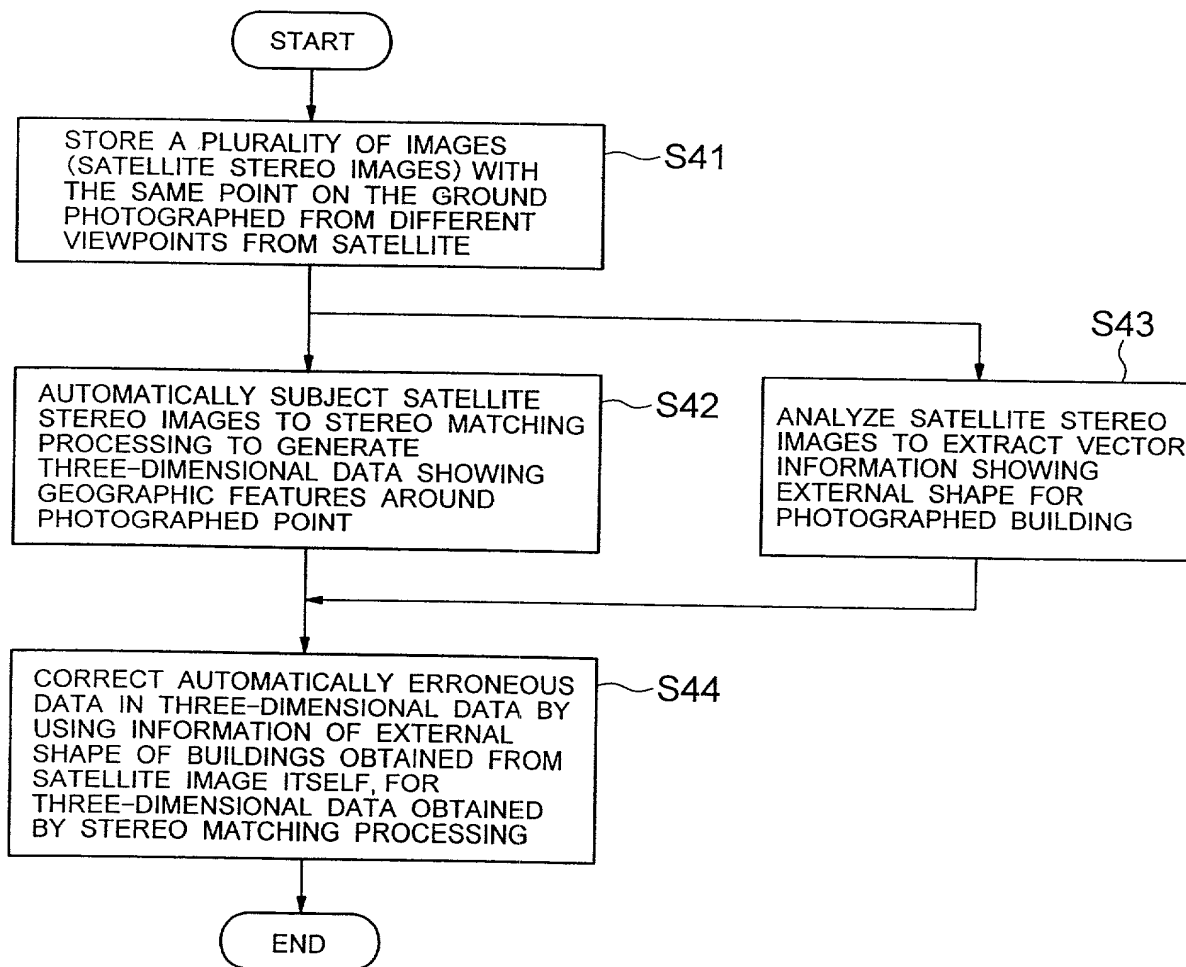 START
STORE A PLURALITY OF IMAGES
(SATELLITE STEREO IMAGES) WITH
THE SAME POINT ON THE GROUND
PHOTOGRAPHED FROM DIFFERENT
VIEWPOINTS FROM SATELLITE
S41
AUTOMATICALLY SUBJECT SATELLITE
STEREO IMAGES TO STEREO MATCHING
PROCESSING TO GENERATE
THREE-DIMENSIONAL DATA SHOWING
GEOGRAPHIC FEATURES AROUND
PHOTOGRAPHED POINT
S42
S43
ANALYZE SATELLITE STEREO
IMAGES TO EXTRACT VECTOR
INFORMATION SHOWING
EXTERNAL SHAPE FOR
PHOTOGRAPHED BUILDING
CORRECT AUTOMATICALLY ERRONEOUS
DATA IN THREE-DIMENSIONAL DATA BY
USING INFORMATION OF EXTERNAL
SHAPE OF BUILDINGS OBTAINED FROM
SATELLITE IMAGE ITSELF, FOR
THREE-DIMENSIONAL DATA OBTAINED
BY STEREO MATCHING PROCESSING
S44
END